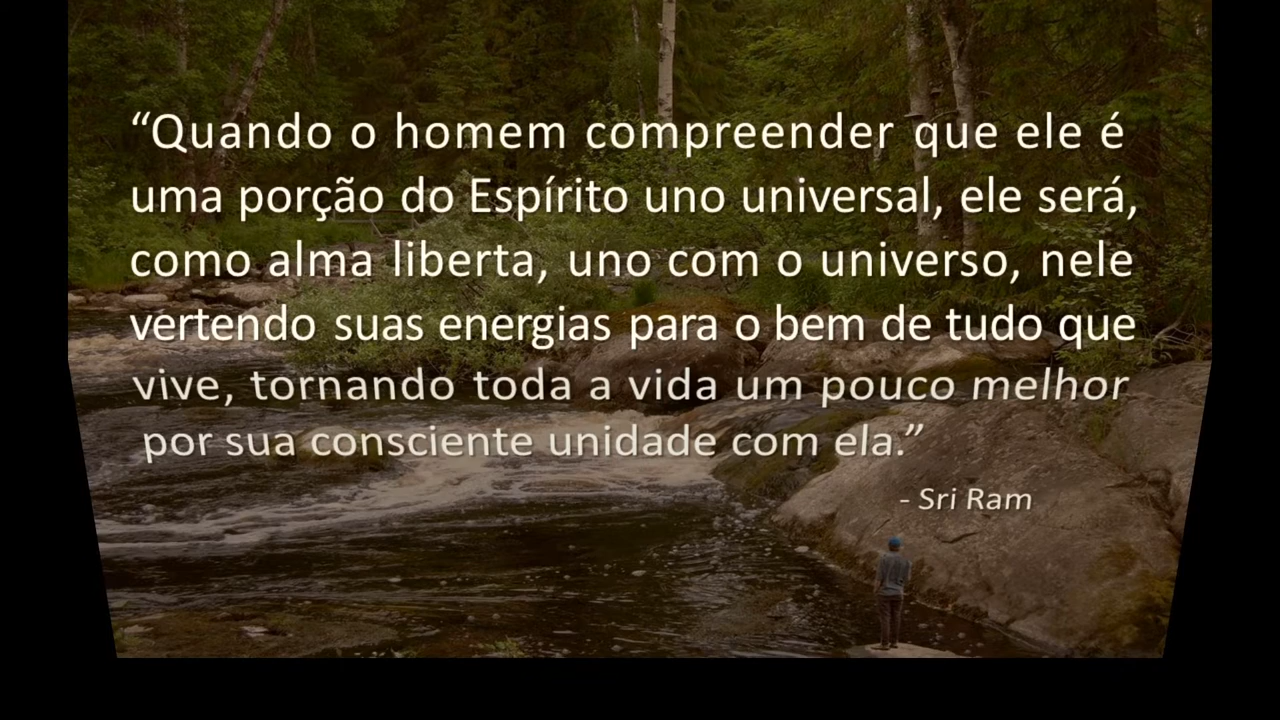 “Quando o homem compreender que ele é
uma porção do Espírito uno universal, ele será,
como alma liberta, uno com o universo, nele
vertendo suas energias para o bem de tudo que
vive, tornando toda a vida um pouco melhor
por sua consciente unidade com ela.”
- Sri Ram